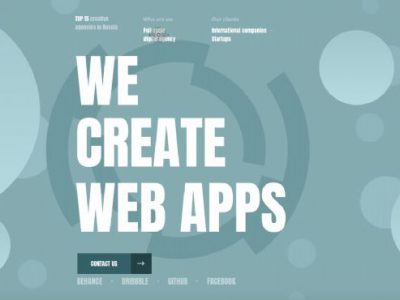 TOP 15 creative
agencies in Russia
Who are we
Full cycle
digital agency
Our clients
International companies
Startups
WE
CREATE
WEB APPS
CONTACT US →
BEHANCE · DRIBBBLE · GITHUB · FACEBOOK